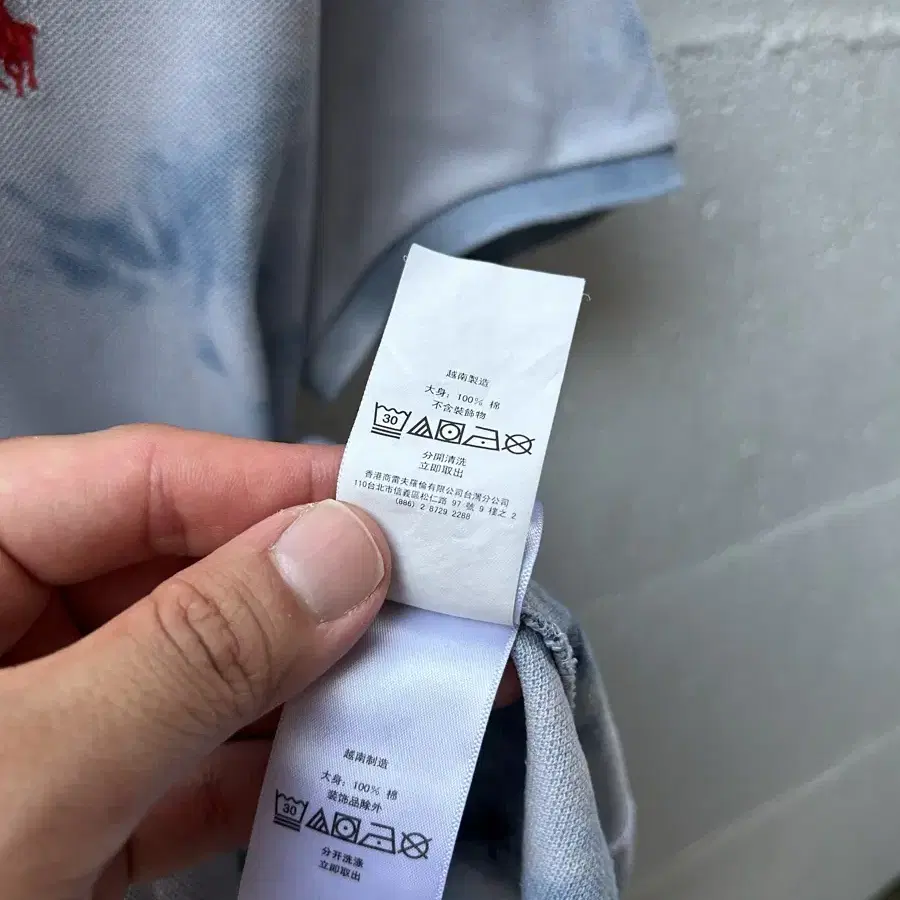 越南製造
大身: 100% 棉
不含裝飾物
30
分開清洗
立即取出
香港商雷夫羅倫有限公司台灣分公司
110台北市信義區松仁路 97 號 9 樓之 2
(886) 2 8729 2288
越南制造
大身: 100% 棉
装饰品除外
30
分开洗涤
立即取出